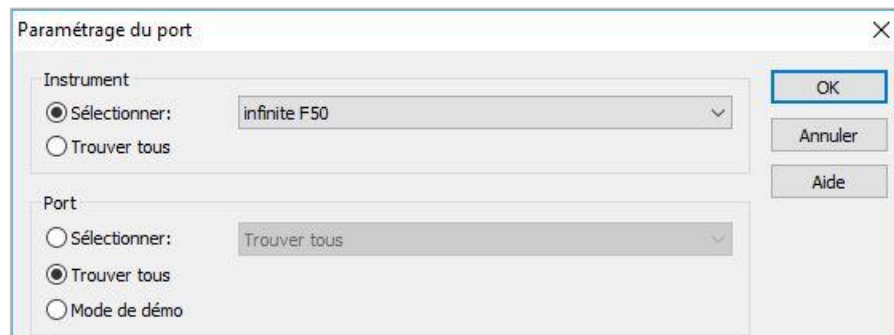 Paramétrage du port
Instrument
Sélectionner: infinite F50
Trouver tous
OK
Annuler
Aide
Port
Sélectionner: Trouver tous
Trouver tous
Mode de démo